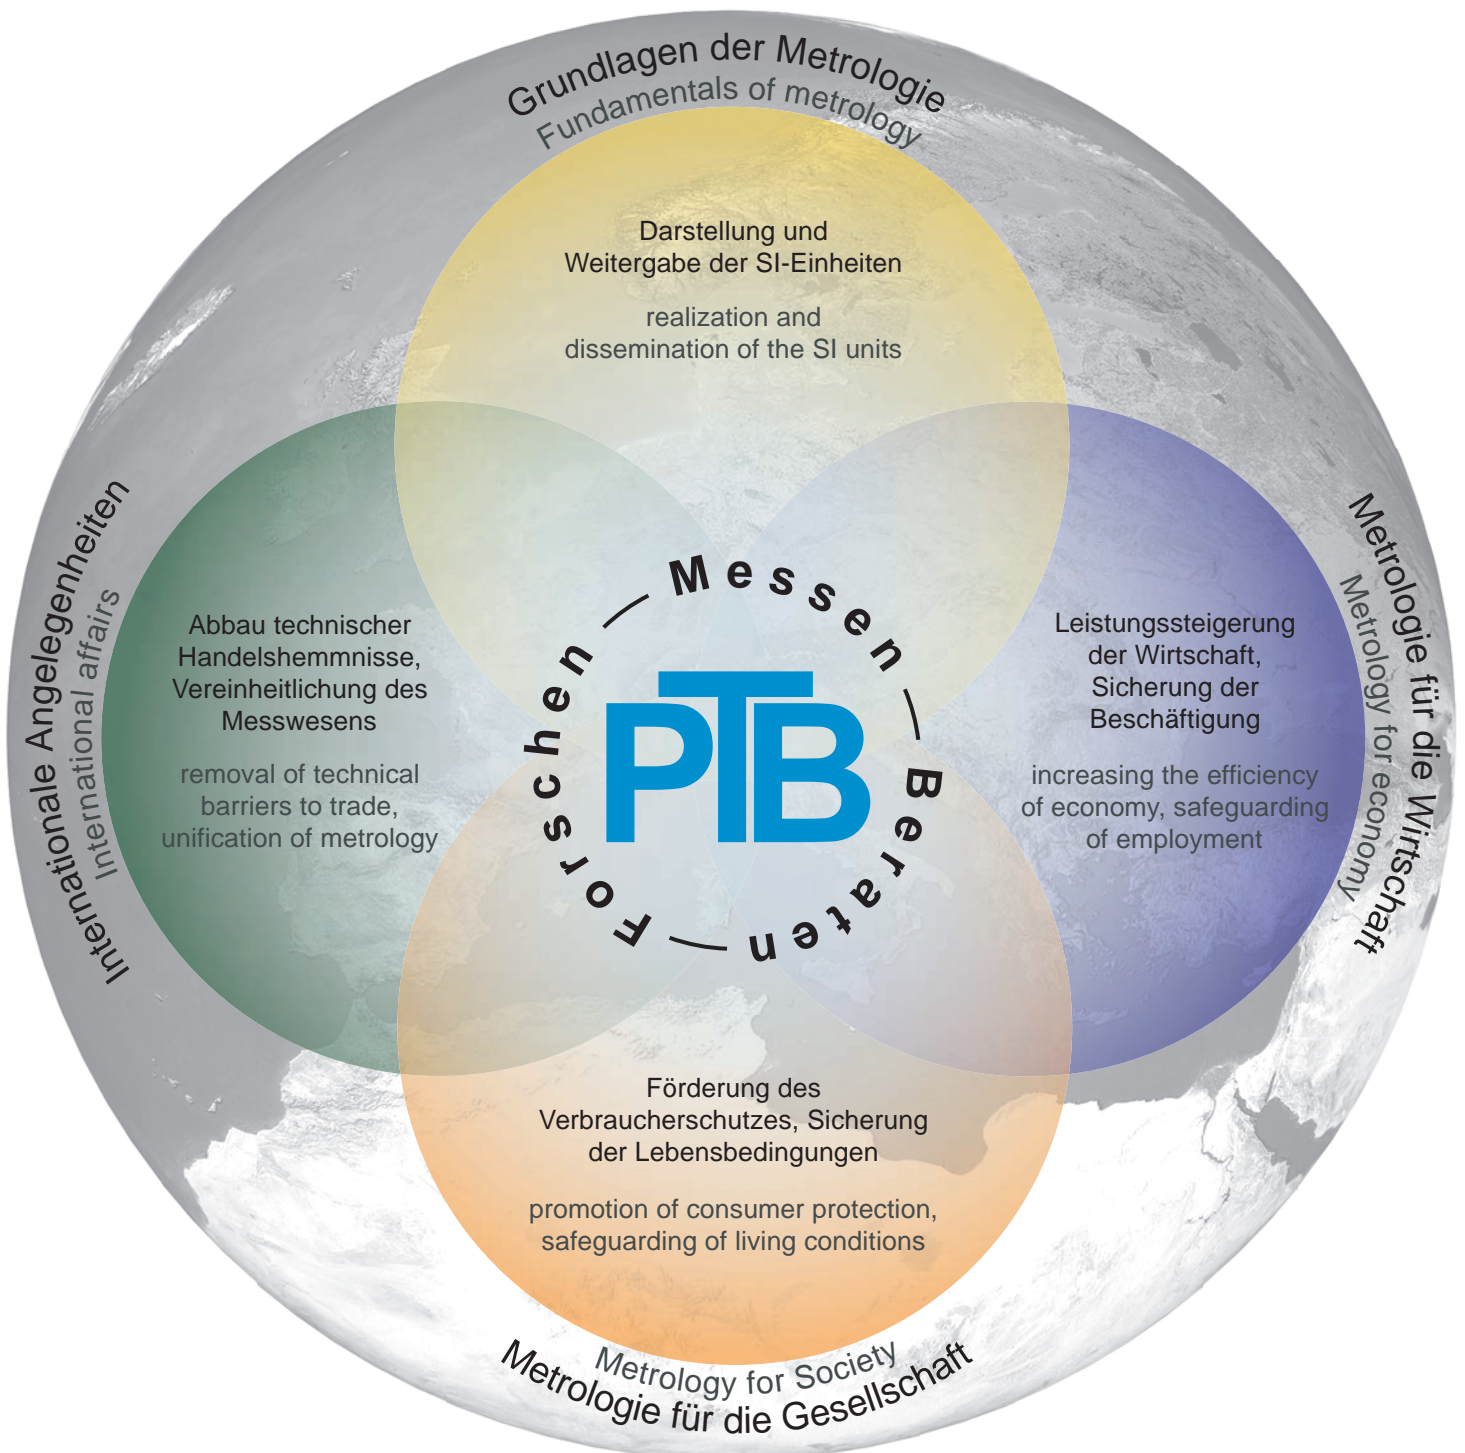 Grundlagen der Metrologie
Fundamentals of metrology
Darstellung und
Weitergabe der SI-Einheiten
realization and
dissemination of the SI units
Internationale Angelegenheiten
International affairs
Abbau technischer
Handelshemmnisse,
Vereinheitlichung des
Messwesens
removal of technical
barriers to trade,
unification of metrology
Forschen — Messen — Beraten —
PTB
Leistungssteigerung
der Wirtschaft,
Sicherung der
Beschäftigung
increasing the efficiency
of economy, safeguarding
of employment
Metrologie für die Wirtschaft
Metrology for economy
Förderung des
Verbraucherschutzes, Sicherung
der Lebensbedingungen
promotion of consumer protection,
safeguarding of living conditions
Metrology for Society
Metrologie für die Gesellschaft